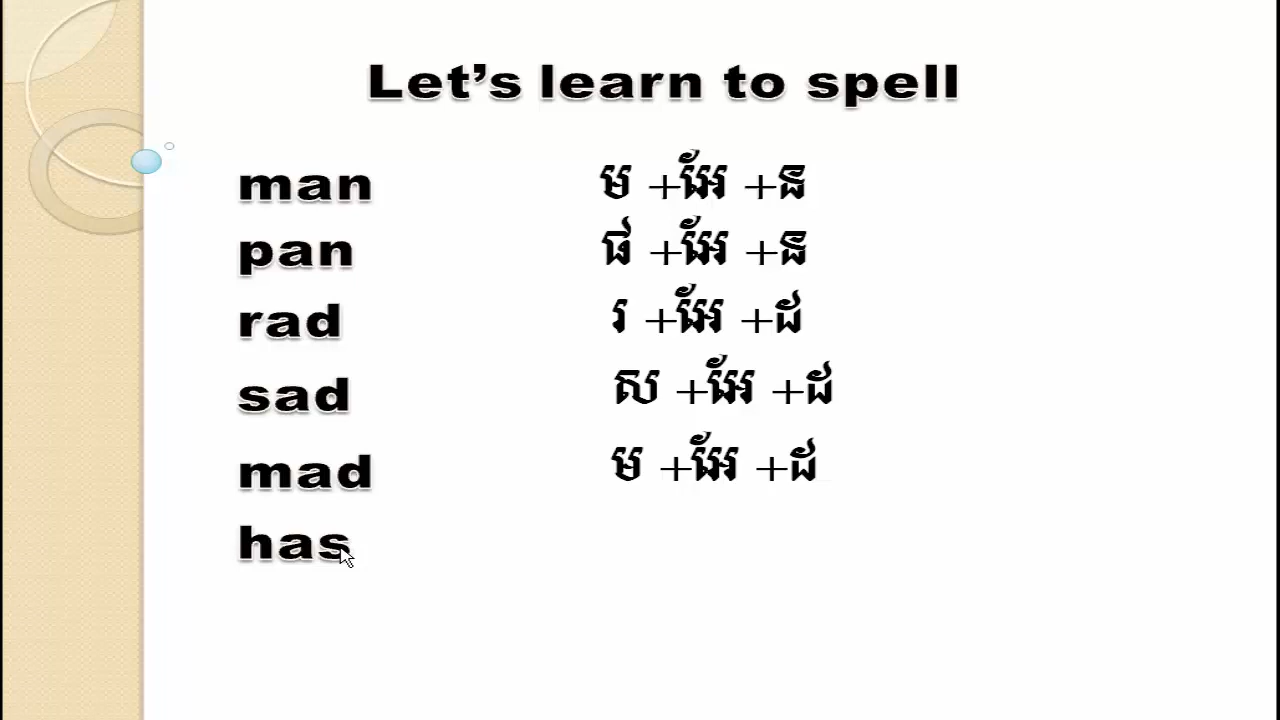 Let’s learn to spell
man ម +អែ៊ +ន
pan ផ +អែ៊ +ន
rad រ +អែ៊ +ដ
sad ស +អែ៊ +ដ
mad ម +អែ៊ +ដ
has